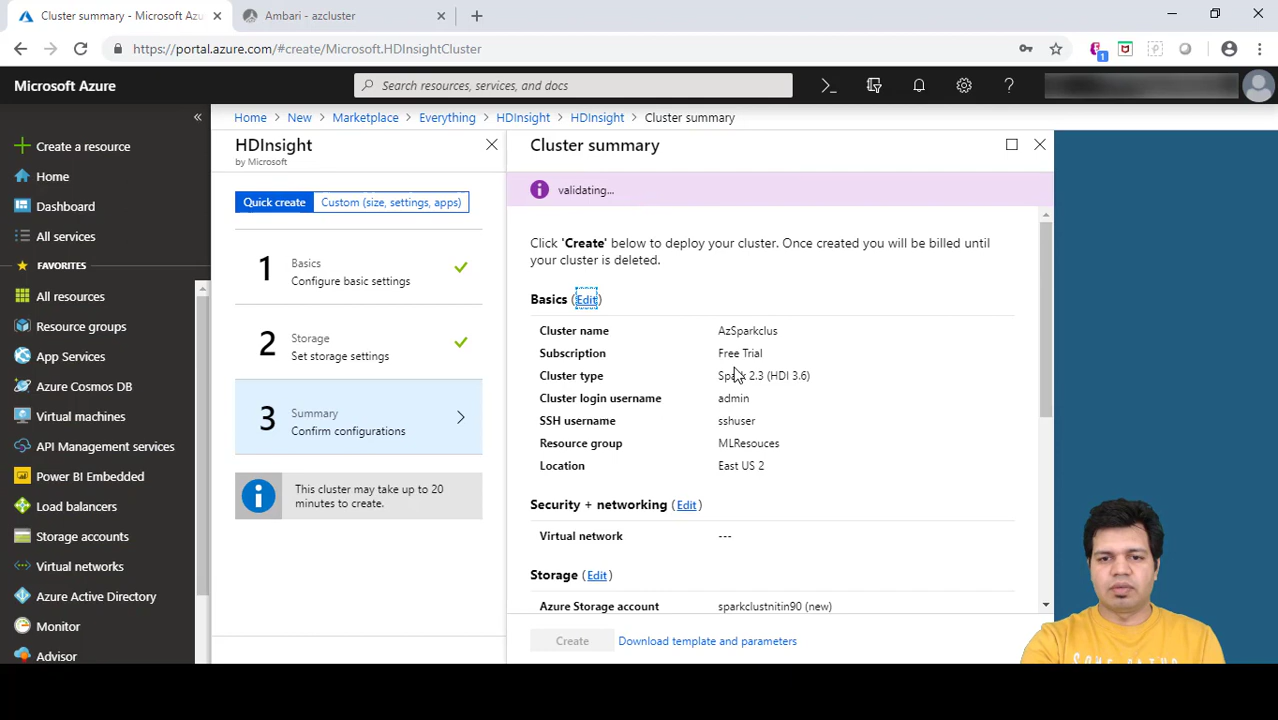 Cluster summary - Microsoft Azu
Ambari - azcluster
https://portal.azure.com/#create/Microsoft.HDInsightCluster
1
Microsoft Azure
Search resources, services, and docs
Home > New > Marketplace > Everything > HDInsight > HDInsight > Cluster summary
Create a resource
Home
Dashboard
All services
FAVORITES
All resources
Resource groups
App Services
Azure Cosmos DB
Virtual machines
API Management services
Power BI Embedded
Load balancers
Storage accounts
Virtual networks
Azure Active Directory
Monitor
Advisor
HDInsight
by Microsoft
Quick create
Custom (size, settings, apps)
1
Basics
Configure basic settings
2
Storage
Set storage settings
3
Summary
Confirm configurations
This cluster may take up to 20
minutes to create.
Cluster summary
validating...
Click 'Create' below to deploy your cluster. Once created you will be billed until
your cluster is deleted.
Basics (Edit)
Cluster name AzSparkclus
Subscription Free Trial
Cluster type Spark 2.3 (HDI 3.6)
Cluster login username admin
SSH username sshuser
Resource group MLResouces
Location East US 2
Security + networking (Edit)
Virtual network ---
Storage (Edit)
Azure Storage account sparkclustnitin90 (new)
Create
Download template and parameters